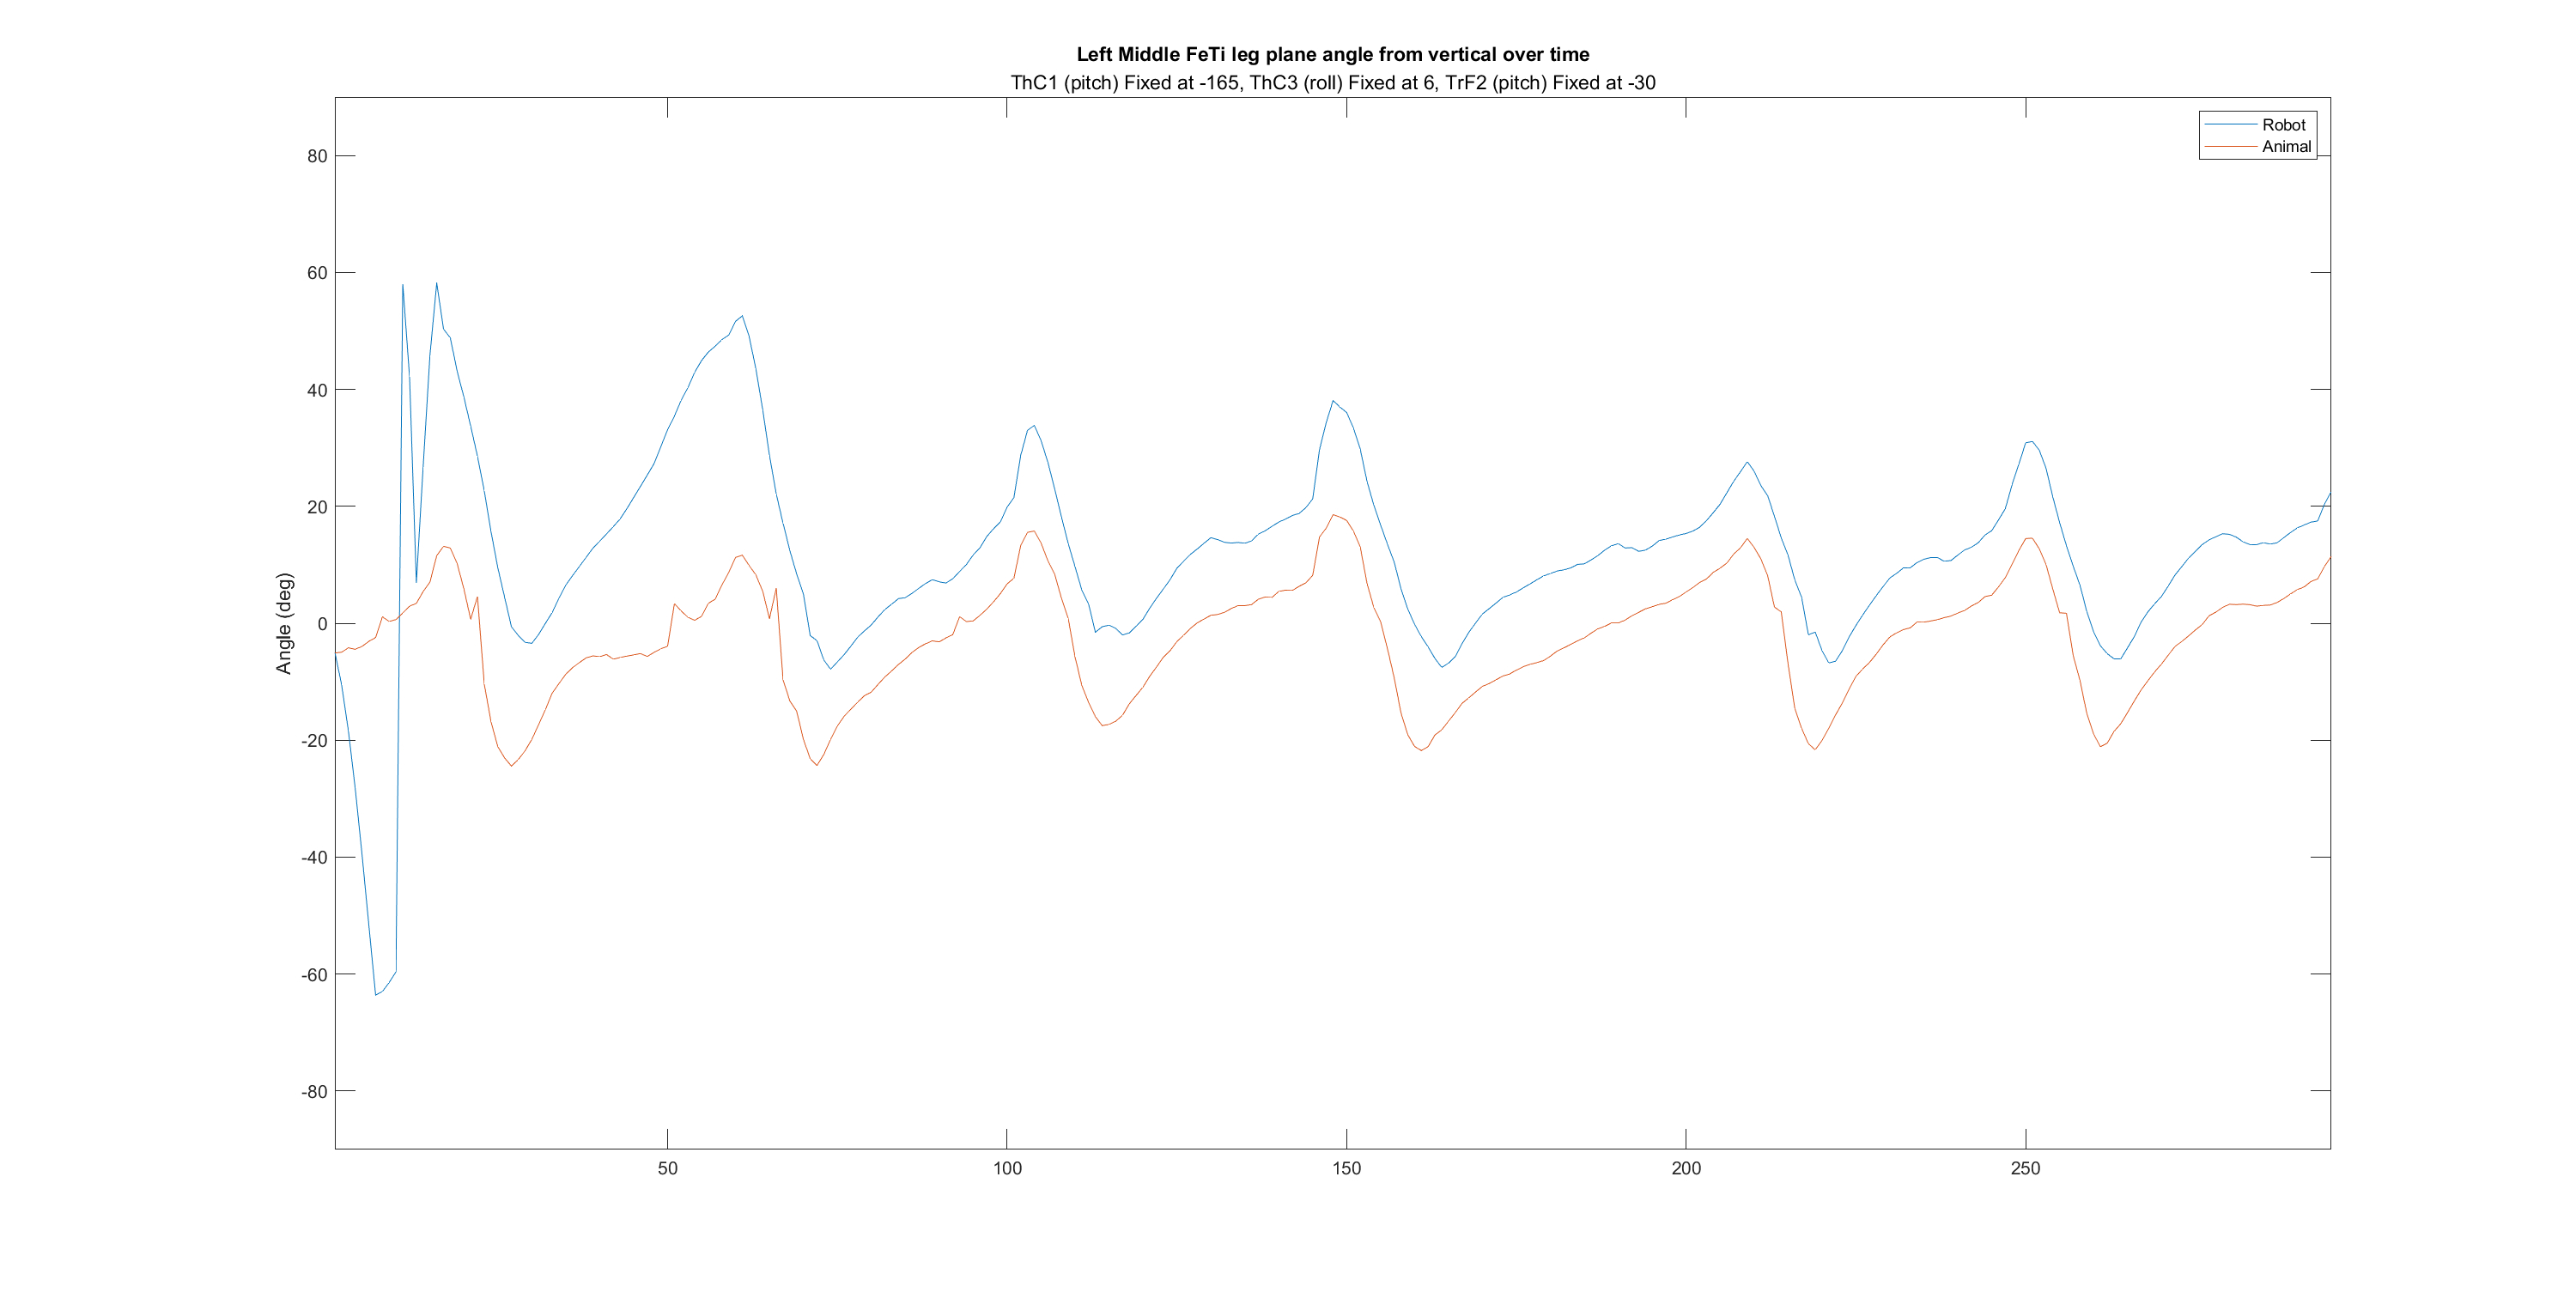 Left Middle FeTi leg plane angle from vertical over time
ThC1 (pitch) Fixed at -165, ThC3 (roll) Fixed at 6, TrF2 (pitch) Fixed at -30
Robot
Animal
80
60
40
20
0
-20
-40
-60
-80
Angle (deg)
50
100
150
200
250